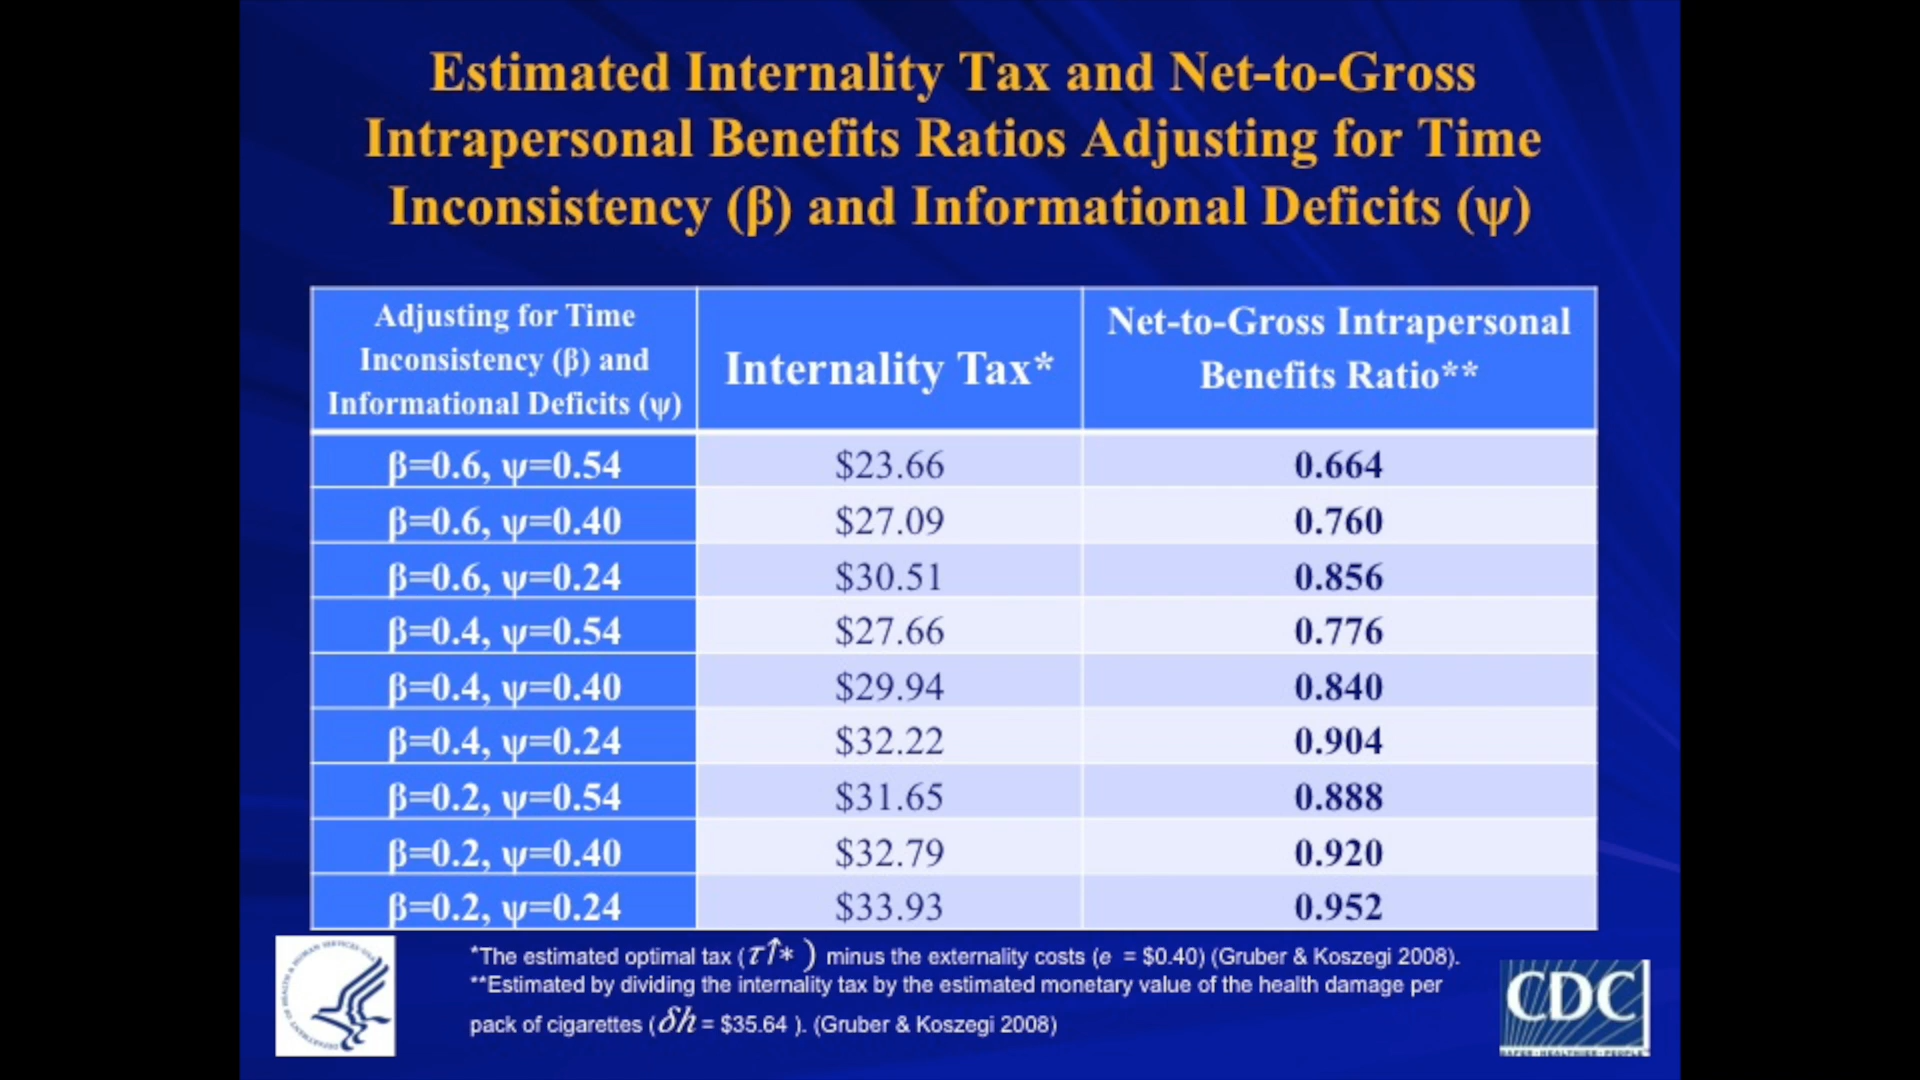 Estimated Internality Tax and Net-to-Gross
Intrapersonal Benefits Ratios Adjusting for Time
Inconsistency (β) and Informational Deficits (ψ)
Adjusting for Time
Inconsistency (β) and
Informational Deficits (ψ)
Internality Tax*
Net-to-Gross Intrapersonal
Benefits Ratio**
β=0.6, ψ=0.54 $23.66 0.664
β=0.6, ψ=0.40 $27.09 0.760
β=0.6, ψ=0.24 $30.51 0.856
β=0.4, ψ=0.54 $27.66 0.776
β=0.4, ψ=0.40 $29.94 0.840
β=0.4, ψ=0.24 $32.22 0.904
β=0.2, ψ=0.54 $31.65 0.888
β=0.2, ψ=0.40 $32.79 0.920
β=0.2, ψ=0.24 $33.93 0.952
*The estimated optimal tax (τ↑* ) minus the externality costs (e = $0.40) (Gruber & Koszegi 2008).
**Estimated by dividing the internality tax by the estimated monetary value of the health damage per
pack of cigarettes (δh = $35.64 ). (Gruber & Koszegi 2008)
CDC